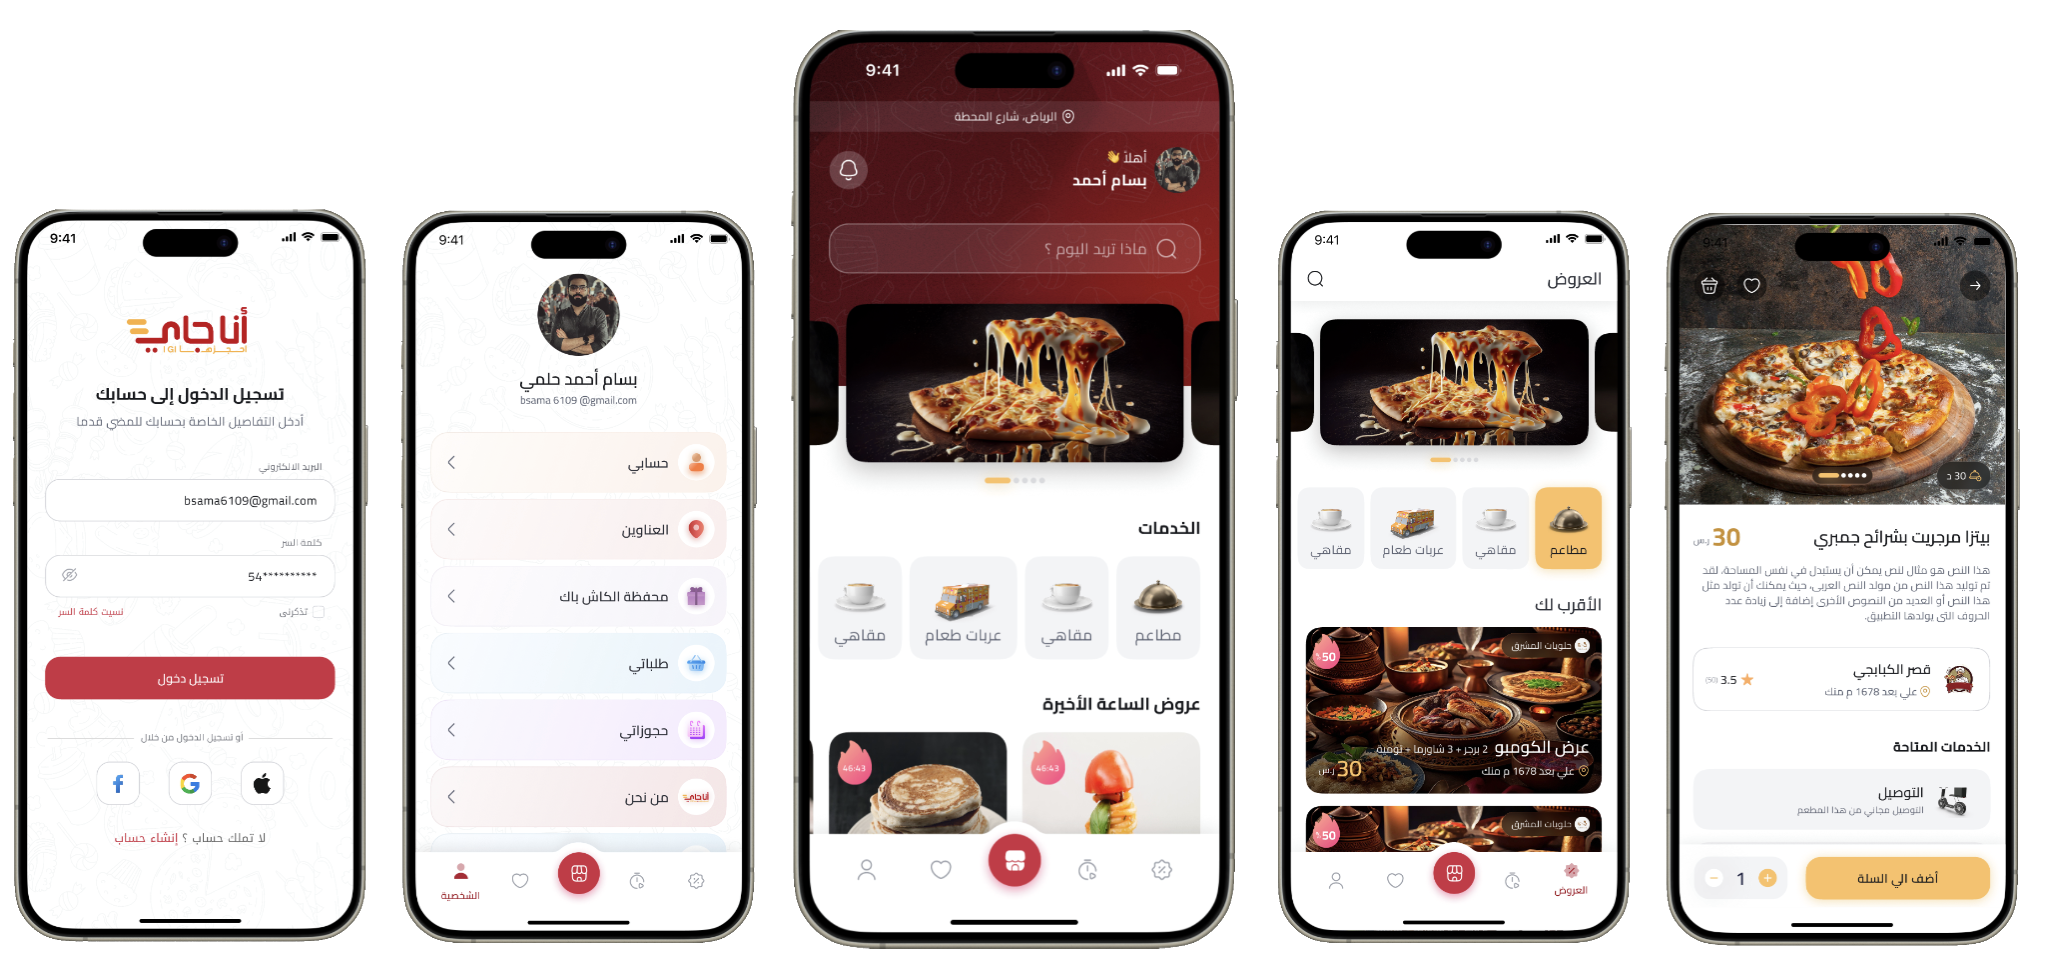 9:41
أنا جاي
تسجيل الدخول إلى حسابك
أدخل التفاصيل الخاصة بحسابك للمضي قدما
البريد الالكتروني
bsama6109@gmail.com
كلمة السر
54**********
تذكرنى
نسيت كلمة السر
تسجيل دخول
أو تسجيل الدخول من خلال
لا تملك حساب ؟ إنشاء حساب
9:41
بسام أحمد حلمي
bsama 6109 @gmail.com
حسابي
العناوين
محفظة الكاش باك
طلباتي
حجوزاتي
من نحن
أنا جاي
الشخصية
9:41
الرياض، شارع المحطة
أهلاً
بسام أحمد
ماذا تريد اليوم ؟
الخدمات
مطاعم
مقاهي
عربات طعام
مقاهي
عروض الساعة الأخيرة
46:43
46:43
9:41
العروض
مطاعم
مقاهي
عربات طعام
مقاهي
الأقرب لك
حلويات المشرق
%50
عرض الكومبو 2 برجر + 3 شاورما + تومية
علي بعد 1678 م منك
30 ر.س
حلويات المشرق
%50
العروض
9:41
30 د
بيتزا مرجريت بشرائح جمبري
30 ر.س
هذا النص هو مثال لنص يمكن أن يستبدل في نفس المساحة، لقد
تم توليد هذا النص من مولد النص العربى، حيث يمكنك أن تولد مثل
هذا النص أو العديد من النصوص الأخرى إضافة إلى زيادة عدد
الحروف التى يولدها التطبيق.
قصر الكبابجي
3.5 (50)
علي بعد 1678 م منك
الخدمات المتاحة
التوصيل
التوصيل مجاني من هذا المطعم
أضف الي السلة
1